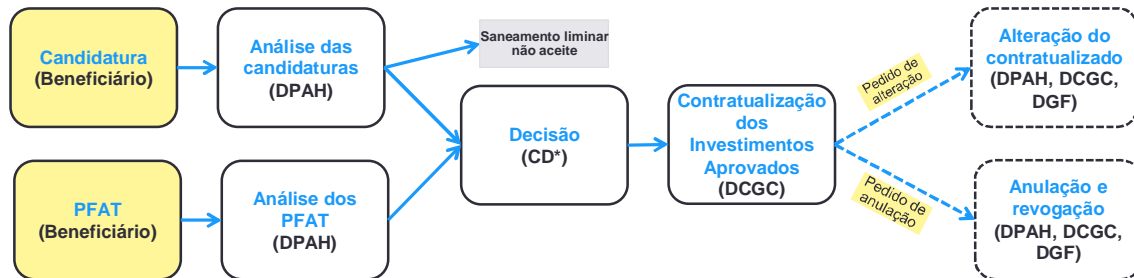 Candidatura
(Beneficiário)
Análise das
candidaturas
(DPAH)
Saneamento liminar
não aceite
PFAT
(Beneficiário)
Análise dos
PFAT
(DPAH)
Decisão
(CD*)
Contratualização
dos
Investimentos
Aprovados
(DCGC)
Pedido de
alteração
Alteração do
contratualizado
(DPAH, DCGC,
DGF)
Pedido de
anulação
Anulação e
revogação
(DPAH, DCGC,
DGF)